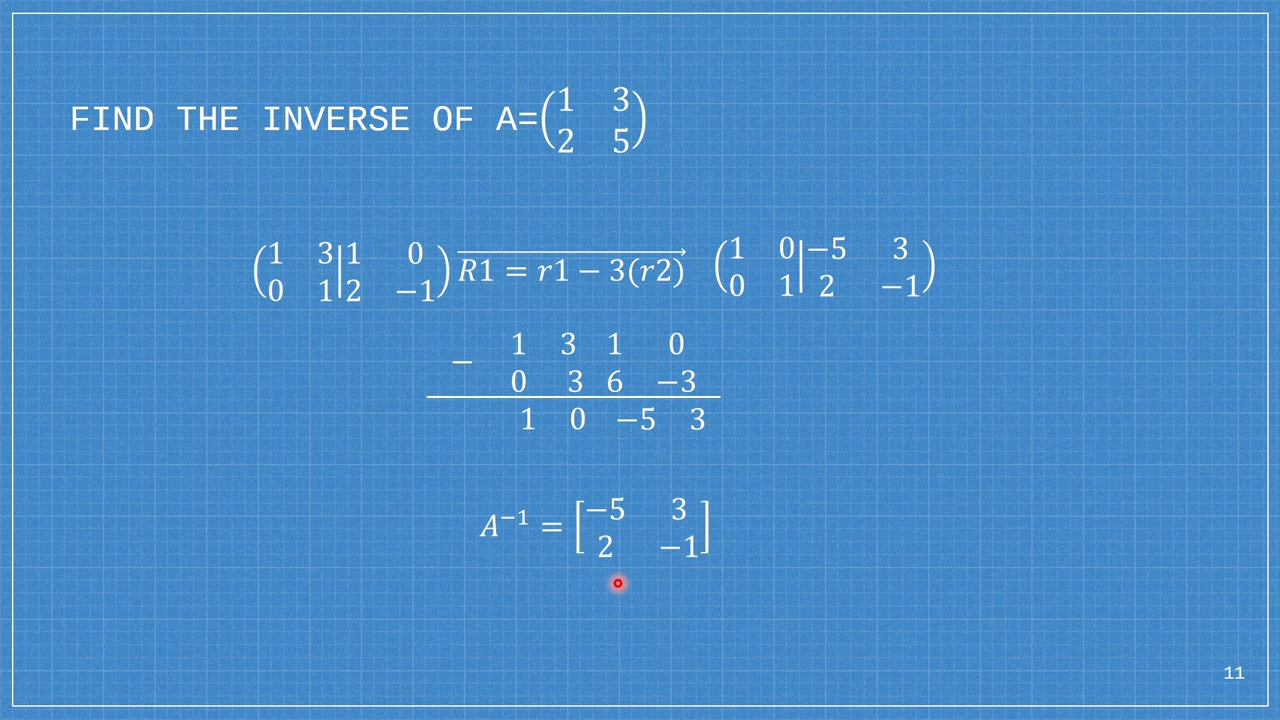 FIND THE INVERSE OF A=(1 3
2 5)
(1 3|1 0
0 1|2 −1) R1 = r1 − 3(r2) (1 0|−5 3
0 1|2 −1)
− 1 3 1 0
0 3 6 −3
1 0 −5 3
A⁻¹ = [−5 3
2 −1]
11